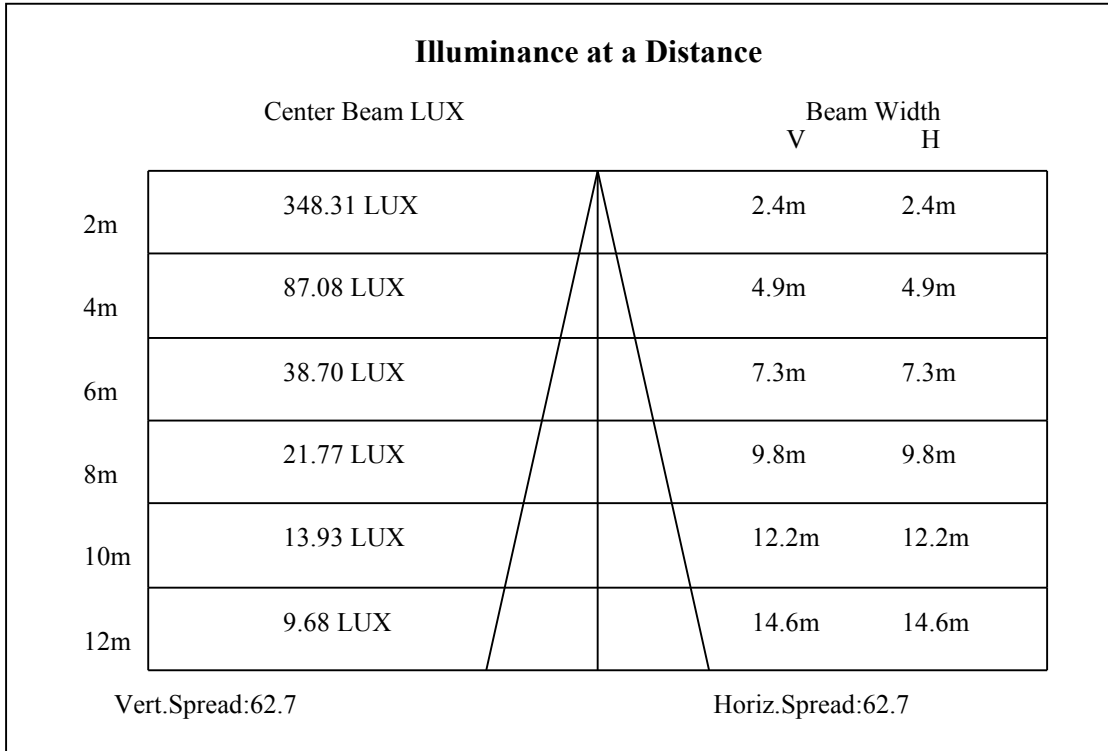 Illuminance at a Distance
Center Beam LUX Beam Width
V H
2m 348.31 LUX 2.4m 2.4m
4m 87.08 LUX 4.9m 4.9m
6m 38.70 LUX 7.3m 7.3m
8m 21.77 LUX 9.8m 9.8m
10m 13.93 LUX 12.2m 12.2m
12m 9.68 LUX 14.6m 14.6m
Vert.Spread:62.7 Horiz.Spread:62.7